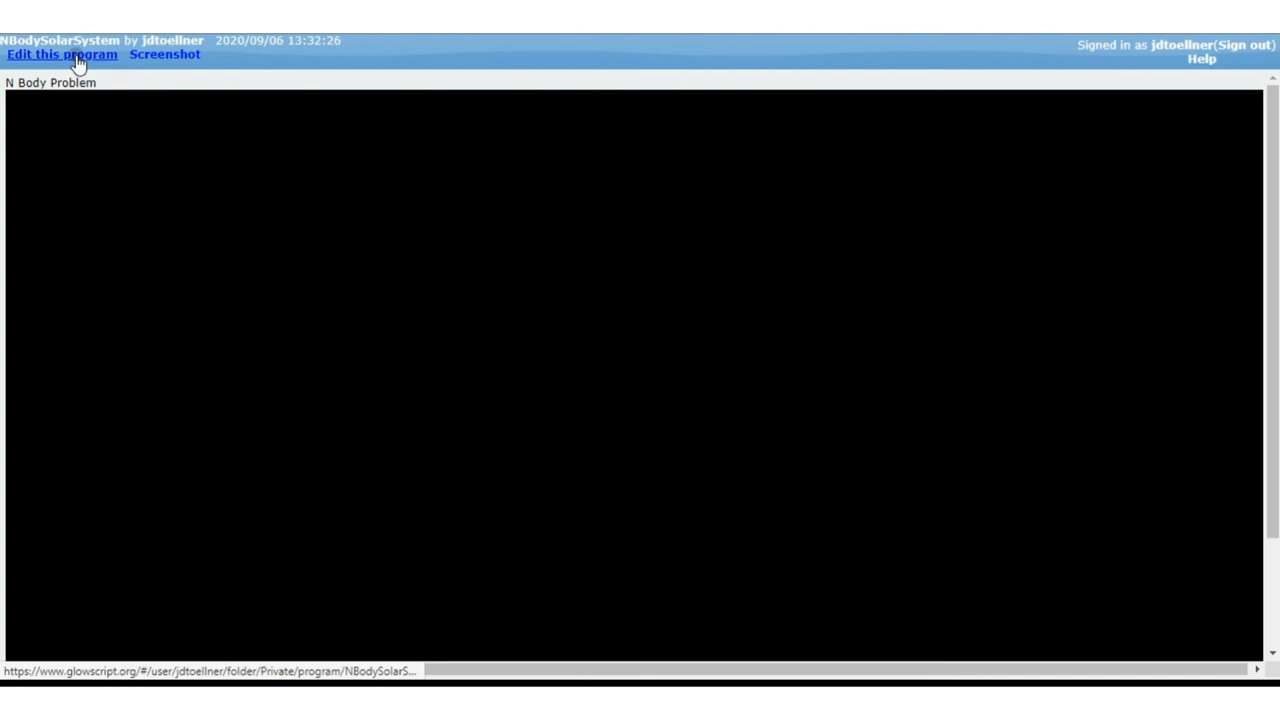 NBodySolarSystem by jdtoellner 2020/09/06 13:32:26
Edit this program Screenshot
Signed in as jdtoellner(Sign out)
Help
N Body Problem
https://www.glowscript.org/#/user/jdtoellner/folder/Private/program/NBodySolarS...